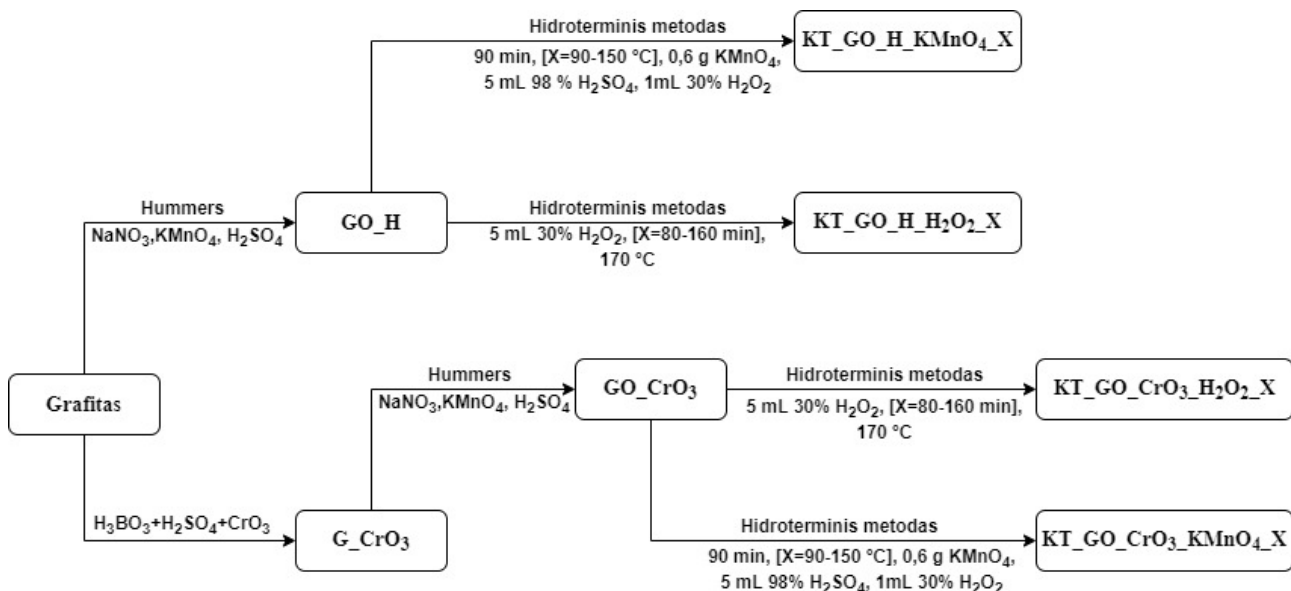 Hidroterminis metodas
90 min, [X=90-150 °C], 0,6 g KMnO₄,
5 mL 98 % H₂SO₄, 1mL 30% H₂O₂
KT_GO_H_KMnO₄_X
Hummers
NaNO₃,KMnO₄, H₂SO₄
GO_H
Hidroterminis metodas
5 mL 30% H₂O₂, [X=80-160 min],
170 °C
KT_GO_H_H₂O₂_X
Grafitas
Hummers
NaNO₃,KMnO₄, H₂SO₄
GO_CrO₃
Hidroterminis metodas
5 mL 30% H₂O₂, [X=80-160 min],
170 °C
KT_GO_CrO₃_H₂O₂_X
H₃BO₃+H₂SO₄+CrO₃
G_CrO₃
Hidroterminis metodas
90 min, [X=90-150 °C], 0,6 g KMnO₄,
5 mL 98% H₂SO₄, 1mL 30% H₂O₂
KT_GO_CrO₃_KMnO₄_X